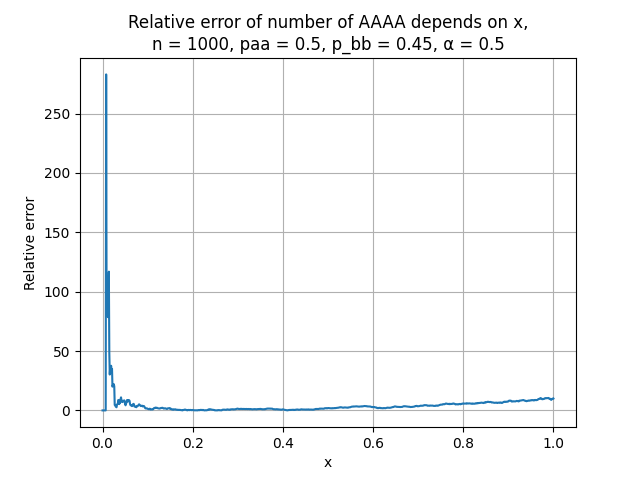 Relative error of number of AAAA depends on x,
n = 1000, paa = 0.5, p_bb = 0.45, α = 0.5
250
200
150
100
50
0
Relative error
0.0 0.2 0.4 0.6 0.8 1.0
x